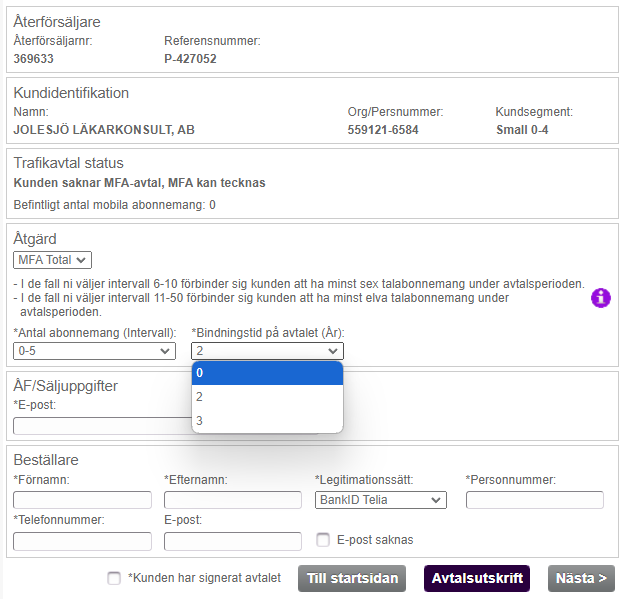 Återförsäljare
Återförsäljarnr: Referensnummer:
369633 P-427052
Kundidentifikation
Namn: Org/Persnummer: Kundsegment:
JOLESJÖ LÄKARKONSULT, AB 559121-6584 Small 0-4
Trafikavtal status
Kunden saknar MFA-avtal, MFA kan tecknas
Befintligt antal mobila abonnemang: 0
Åtgärd
MFA Total
- I de fall ni väljer intervall 6-10 förbinder sig kunden att ha minst sex talabonnemang under avtalsperioden.
- I de fall ni väljer intervall 11-50 förbinder sig kunden att ha minst elva talabonnemang under
avtalsperioden.
i
*Antal abonnemang (Intervall): *Bindningstid på avtalet (År):
0-5 2
0
2
3
ÅF/Säljuppgifter
*E-post:
Beställare
*Förnamn: *Efternamn: *Legitimationssätt: *Personnummer:
BankID Telia
*Telefonnummer: E-post:
E-post saknas
*Kunden har signerat avtalet Till startsidan Avtalsutskrift Nästa >